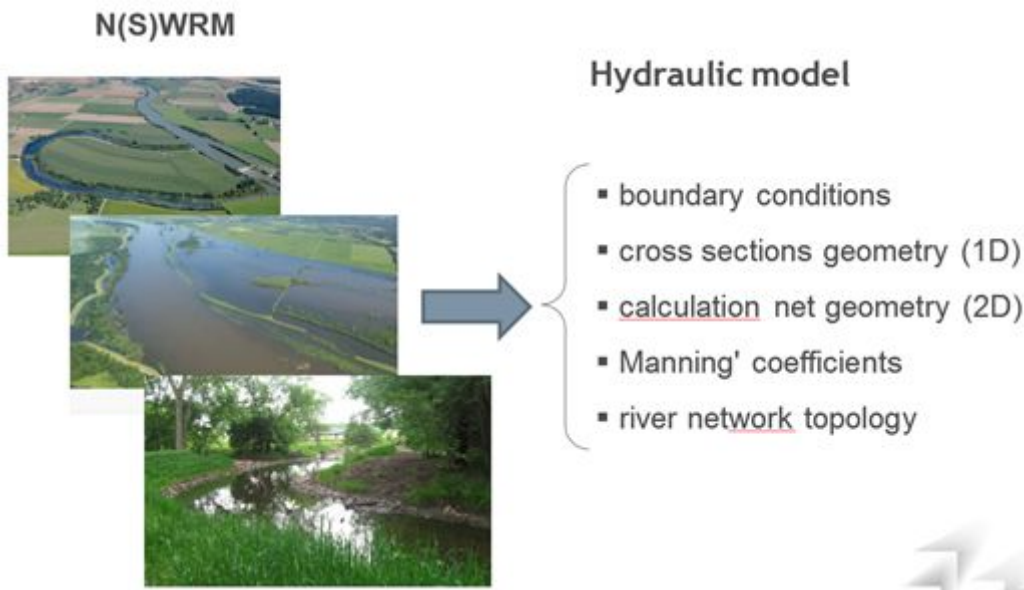 N(S)WRM
Hydraulic model
▪ boundary conditions
▪ cross sections geometry (1D)
▪ calculation net geometry (2D)
▪ Manning' coefficients
▪ river network topology